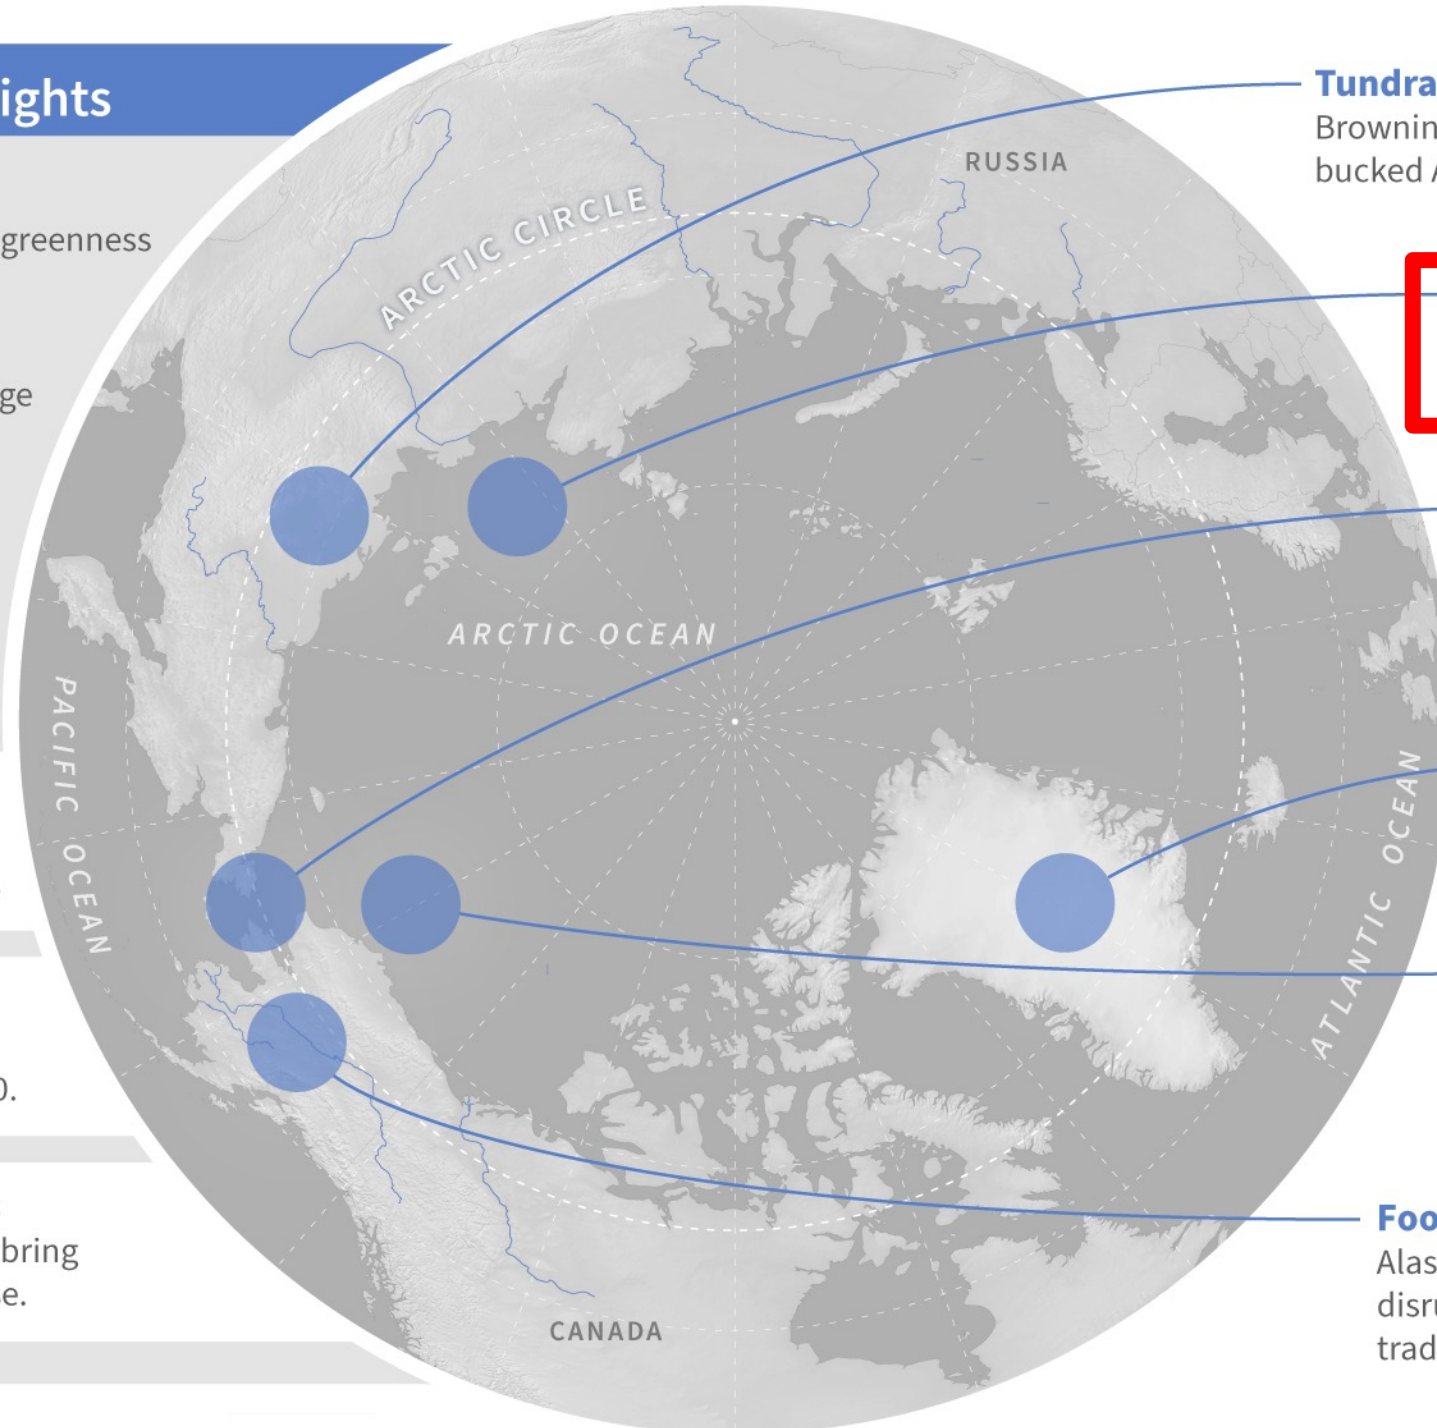 ights
greenness
ge
0.
bring
e.
Tundra
Brownin
bucked A
RUSSIA
ARCTIC CIRCLE
ARCTIC OCEAN
PACIFIC OCEAN
ATLANTIC OCEAN
CANADA
Foo
Alas
disru
trad